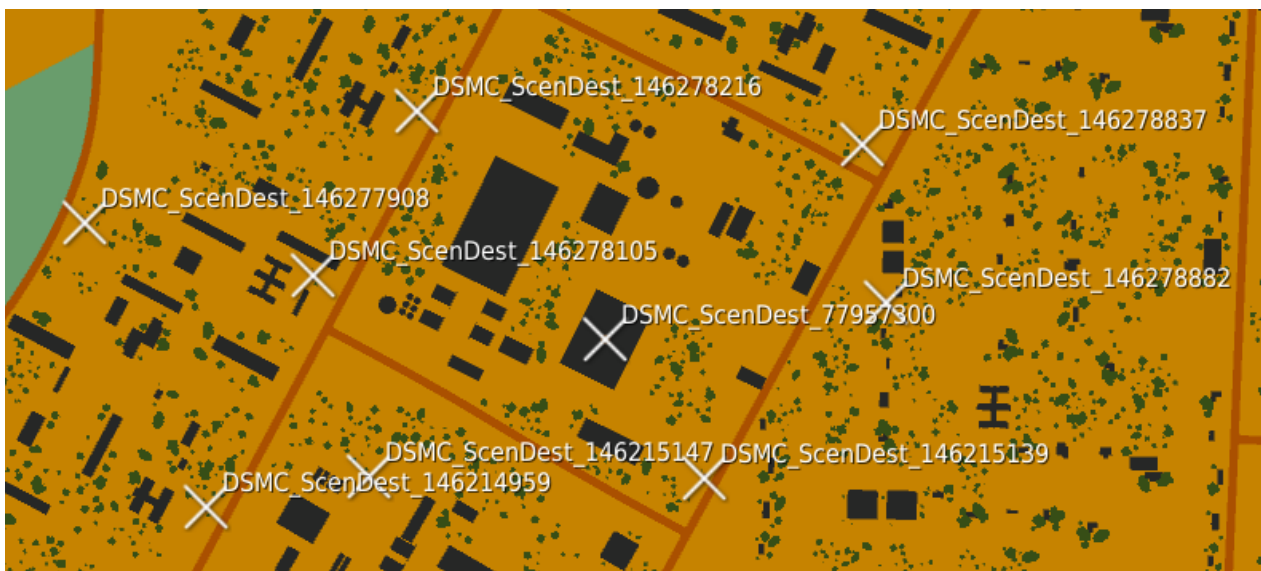 DSMC_ScenDest_146278216
DSMC_ScenDest_146278837
DSMC_ScenDest_146277908
DSMC_ScenDest_146278105
DSMC_ScenDest_146278882
DSMC_ScenDest_77957300
DSMC_ScenDest_146215147
DSMC_ScenDest_146215139
DSMC_ScenDest_146214959